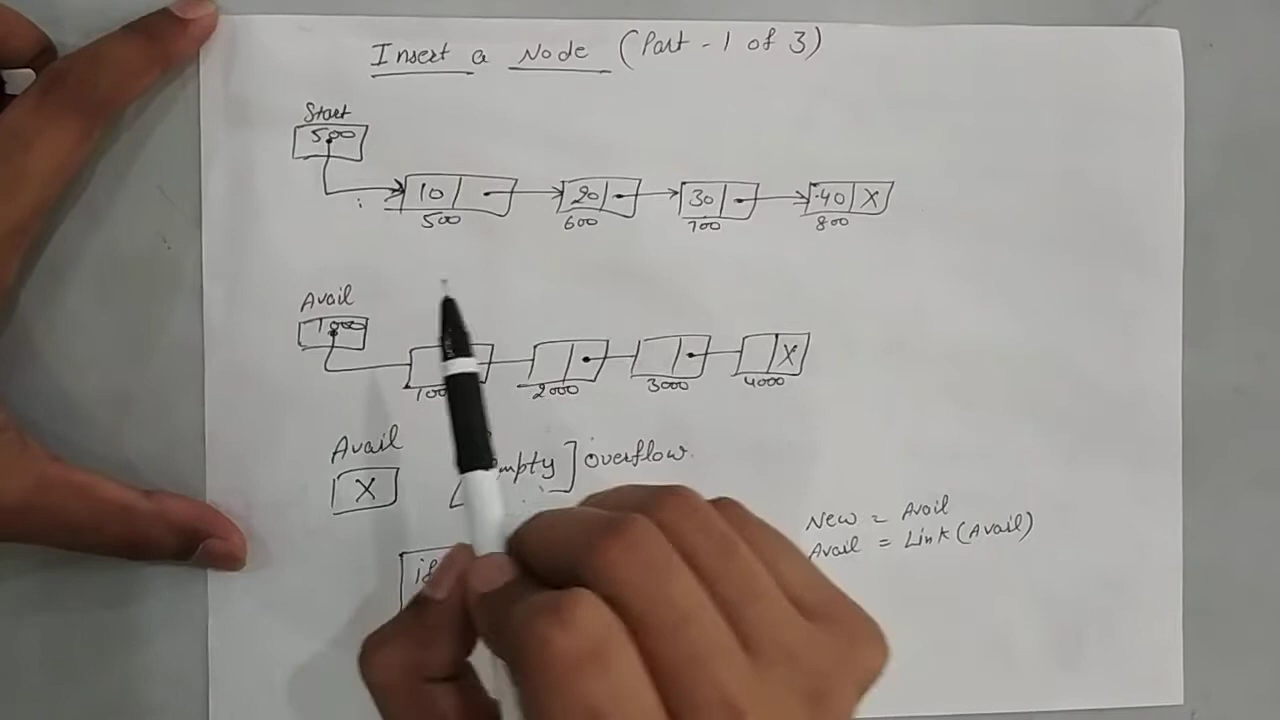 Insert a Node (Part - 1 of 3)
Start
500
10 20 30 40 X
500 600 700 800
Avail
1000
X
2000 3000 4000
Avail
X overflow
New = Avail
Avail = Link (Avail)
if